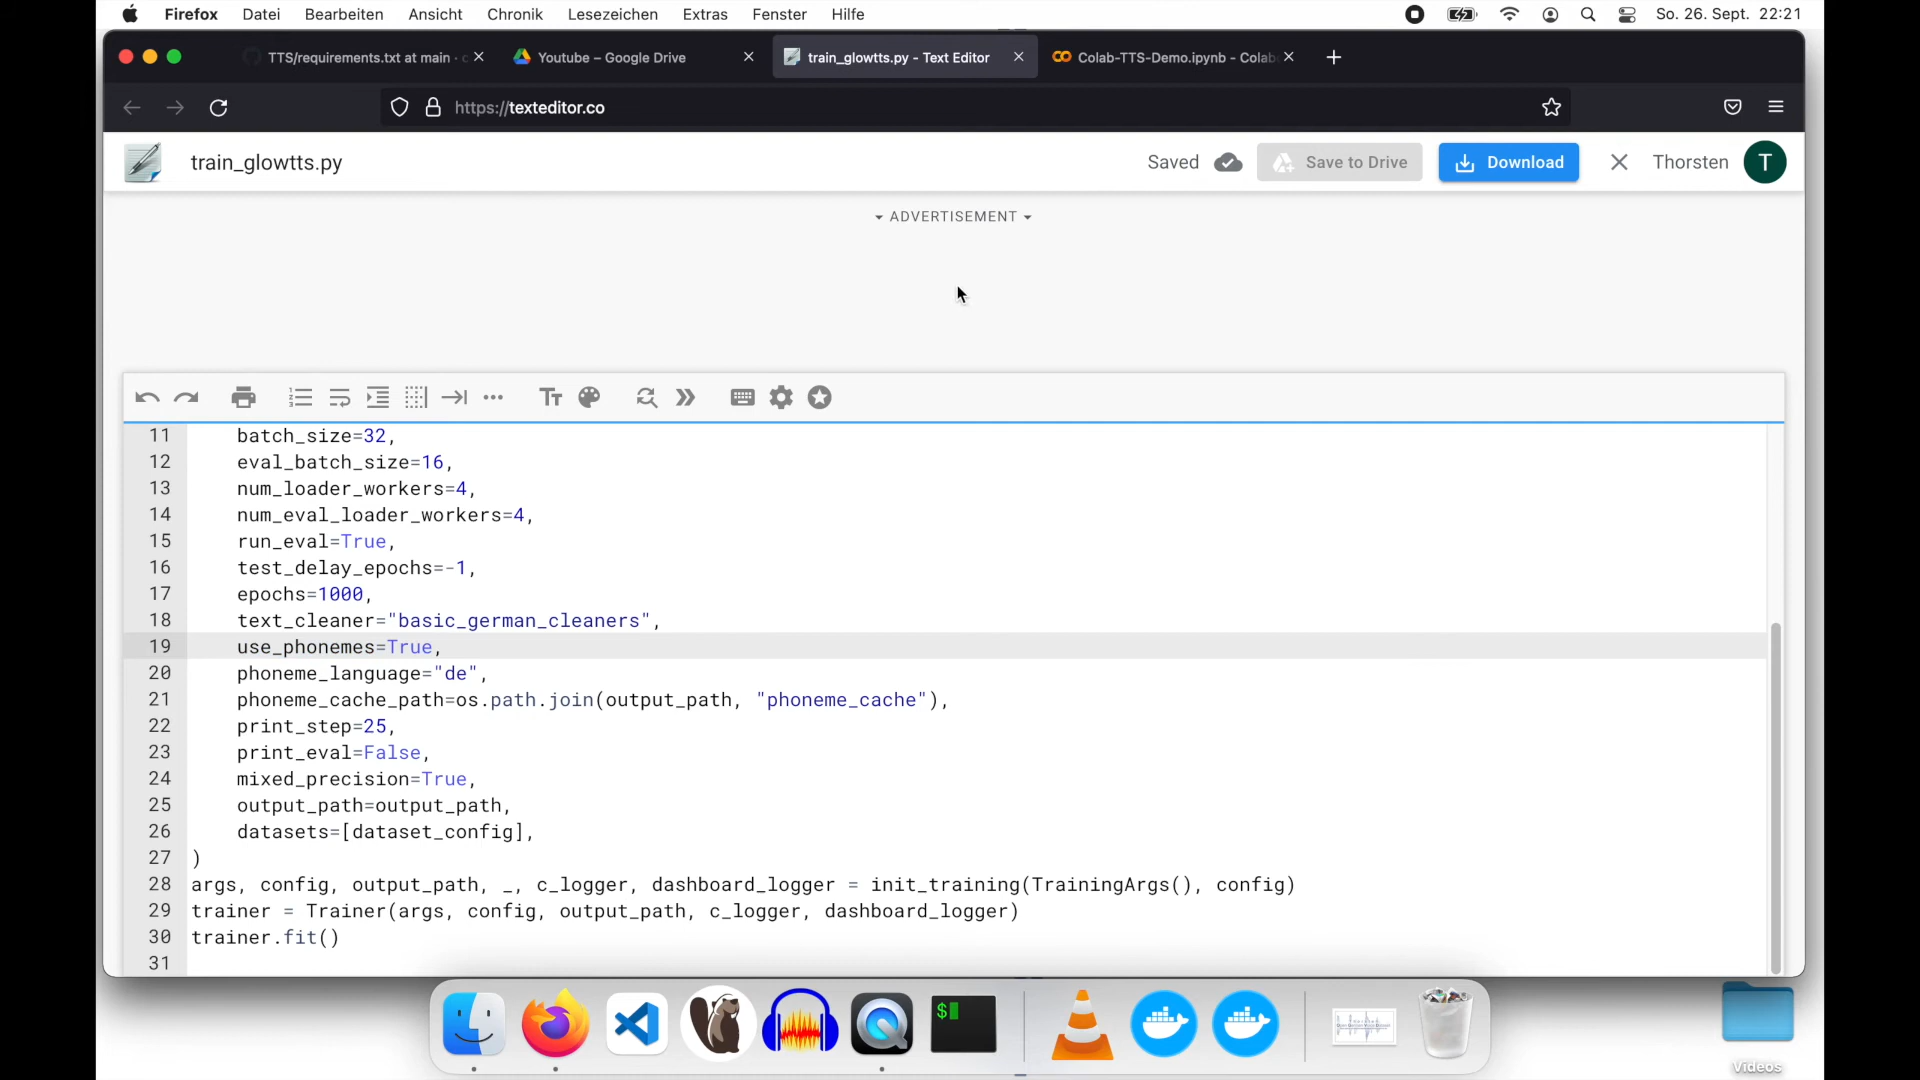 Firefox Datei Bearbeiten Ansicht Chronik Lesezeichen Extras Fenster Hilfe So. 26. Sept. 22:21
TTS/requirements.txt at main · Youtube – Google Drive train_glowtts.py - Text Editor Colab-TTS-Demo.ipynb - Colab
https://texteditor.co
train_glowtts.py Saved Save to Drive Download Thorsten T
ADVERTISEMENT
11 batch_size=32,
12 eval_batch_size=16,
13 num_loader_workers=4,
14 num_eval_loader_workers=4,
15 run_eval=True,
16 test_delay_epochs=-1,
17 epochs=1000,
18 text_cleaner="basic_german_cleaners",
19 use_phonemes=True,
20 phoneme_language="de",
21 phoneme_cache_path=os.path.join(output_path, "phoneme_cache"),
22 print_step=25,
23 print_eval=False,
24 mixed_precision=True,
25 output_path=output_path,
26 datasets=[dataset_config],
27 )
28 args, config, output_path, _, c_logger, dashboard_logger = init_training(TrainingArgs(), config)
29 trainer = Trainer(args, config, output_path, c_logger, dashboard_logger)
30 trainer.fit()
31
Videos